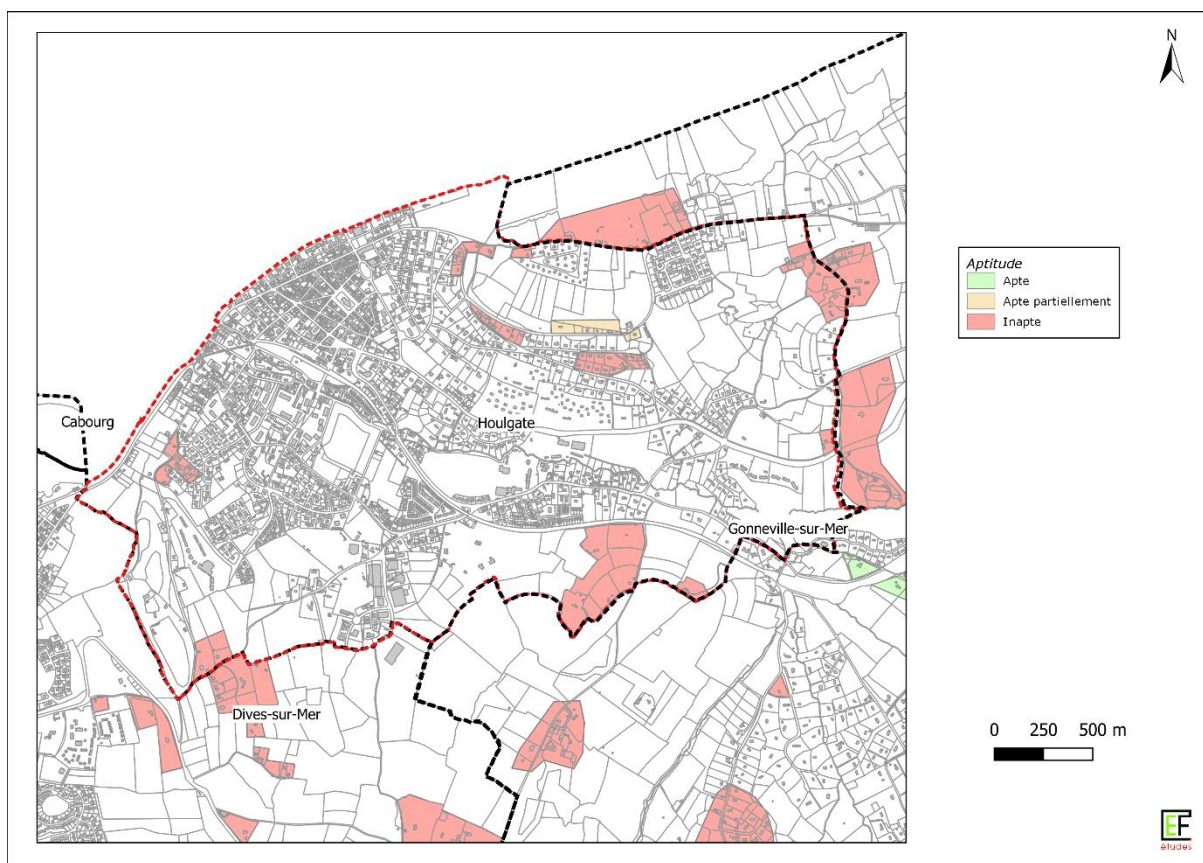 N
Aptitude
Apte
Apte partiellement
Inapte
Cabourg
Houlgate
Gonneville-sur-Mer
Dives-sur-Mer
0 250 500 m
EF
études